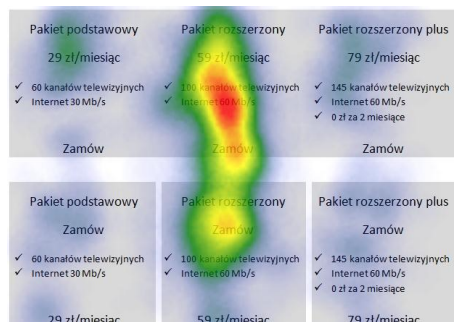 Pakiet podstawowy
29 zł/miesiąc
✓ 60 kanałów telewizyjnych
✓ Internet 30 Mb/s
Zamów
Pakiet rozszerzony
59 zł/miesiąc
✓ 100 kanałów telewizyjnych
✓ Internet 60 Mb/s
Zamów
Pakiet rozszerzony plus
79 zł/miesiąc
✓ 145 kanałów telewizyjnych
✓ Internet 60 Mb/s
✓ 0 zł za 2 miesiące
Zamów
Pakiet podstawowy
Zamów
✓ 60 kanałów telewizyjnych
✓ Internet 30 Mb/s
29 zł/miesiąc
Pakiet rozszerzony
Zamów
✓ 100 kanałów telewizyjnych
✓ Internet 60 Mb/s
59 zł/miesiąc
Pakiet rozszerzony plus
Zamów
✓ 145 kanałów telewizyjnych
✓ Internet 60 Mb/s
✓ 0 zł za 2 miesiące
79 zł/miesiąc